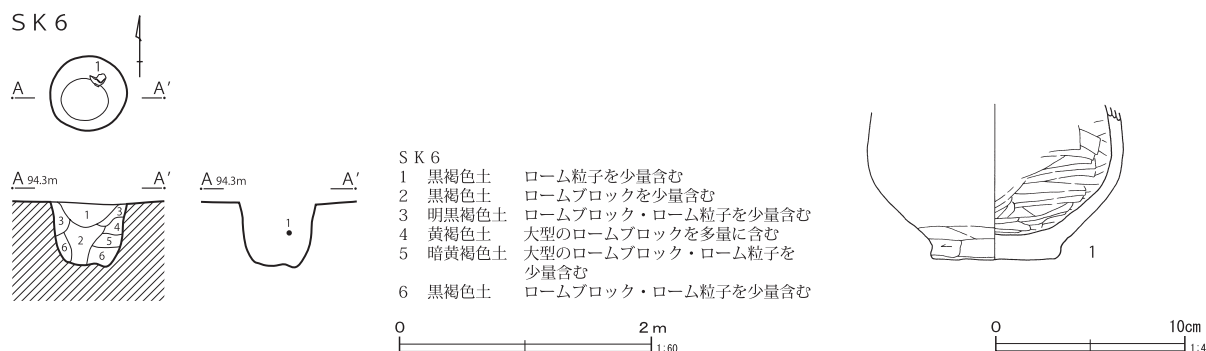 SK6
1
A A′
A 94.3m A′
1
3
3
4
2
5
6
6
A 94.3m A′
1
SK6
1 黒褐色土 ローム粒子を少量含む
2 黒褐色土 ロームブロックを少量含む
3 明黒褐色土 ロームブロック・ローム粒子を少量含む
4 黄褐色土 大型のロームブロックを多量に含む
5 暗黄褐色土 大型のロームブロック・ローム粒子を
少量含む
6 黒褐色土 ロームブロック・ローム粒子を少量含む
0 2m
1:60
1
0 10cm
1:4